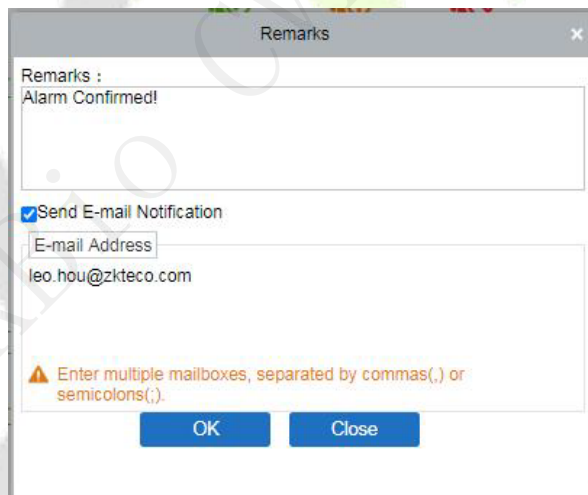 Remarks
×
Remarks :
Alarm Confirmed!
Send E-mail Notification
E-mail Address
leo.hou@zkteco.com
Enter multiple mailboxes, separated by commas(,) or
semicolons(;).
OK Close